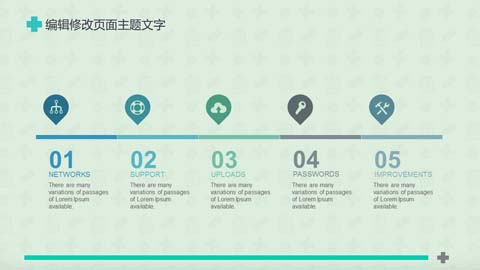 编辑修改页面主题文字
01
NETWORKS
There are many
variations of passages
of Lorem Ipsum
available.
02
SUPPORT
There are many
variations of passages
of Lorem Ipsum
available.
03
UPLOADS
There are many
variations of passages
of Lorem Ipsum
available.
04
PASSWORDS
There are many
variations of passages
of Lorem Ipsum
available.
05
IMPROVEMENTS
There are many
variations of passages
of Lorem Ipsum
available.